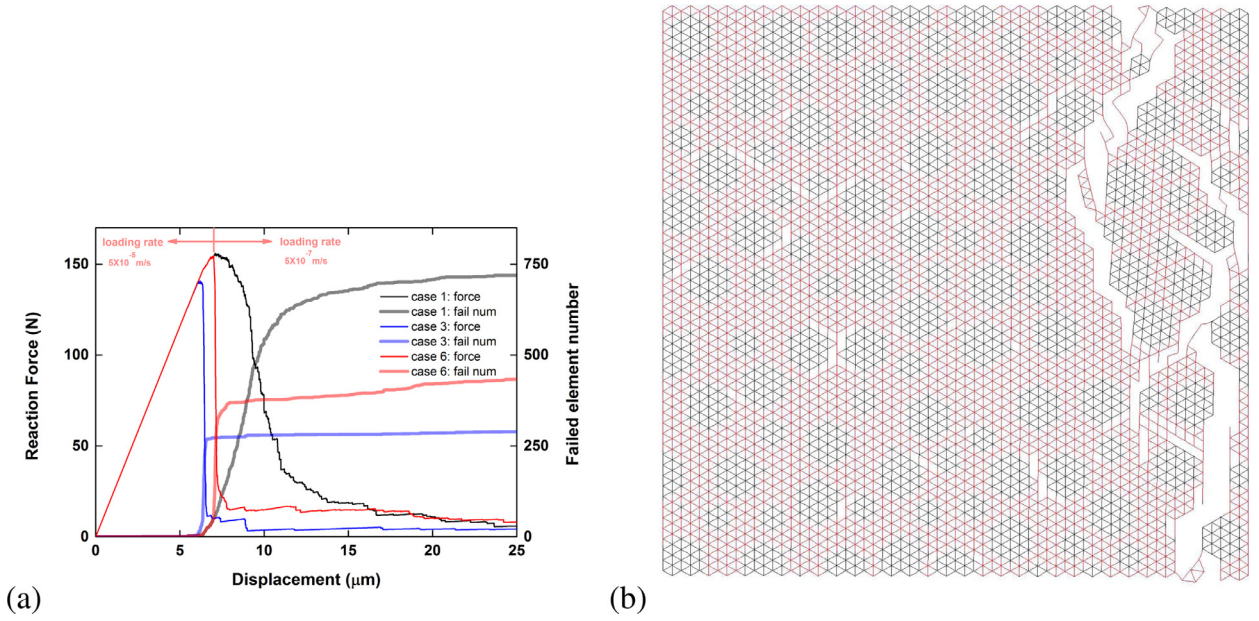 loading rate
5X10⁻⁸ m/s
loading rate
5X10⁻⁷ m/s
150
100
50
0
750
500
250
0
case 1: force
case 1: fail num
case 3: force
case 3: fail num
case 6: force
case 6: fail num
Reaction Force (N)
Failed element number
0 5 10 15 20 25
Displacement (μm)
(a)
(b)